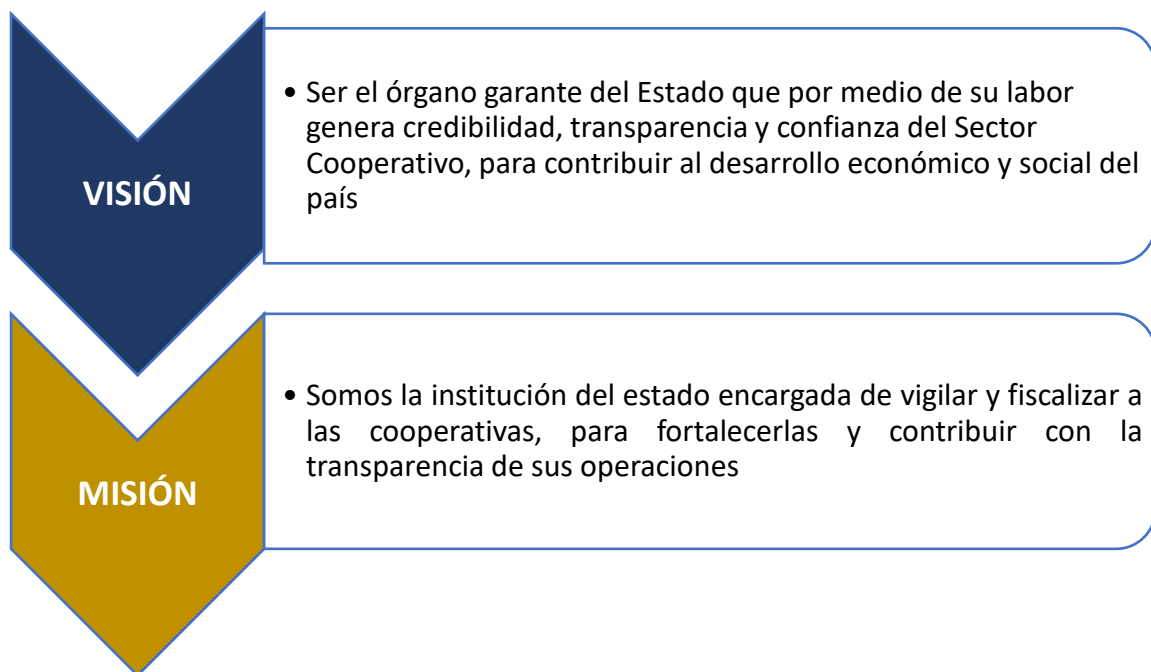 VISIÓN
• Ser el órgano garante del Estado que por medio de su labor
genera credibilidad, transparencia y confianza del Sector
Cooperativo, para contribuir al desarrollo económico y social del
país
MISIÓN
• Somos la institución del estado encargada de vigilar y fiscalizar a
las cooperativas, para fortalecerlas y contribuir con la
transparencia de sus operaciones